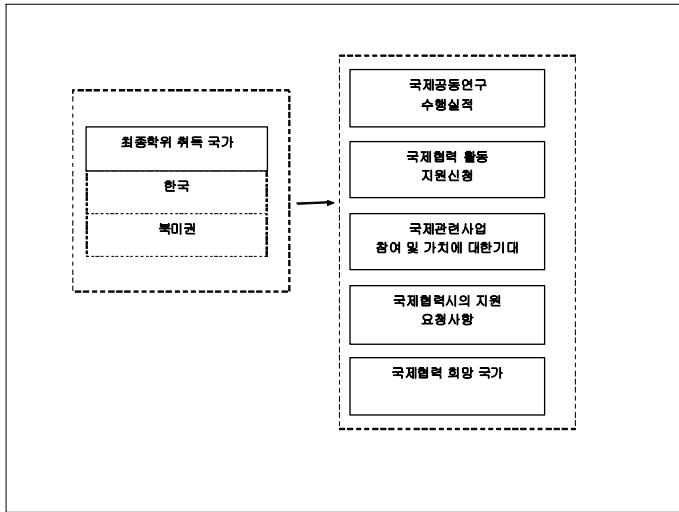 최종학위 취득 국가
한국
북미권
국제공동연구
수행실적
국제협력 활동
지원신청
국제관련사업
참여 및 가치에 대한기대
국제협력시의 지원
요청사항
국제협력 희망 국가